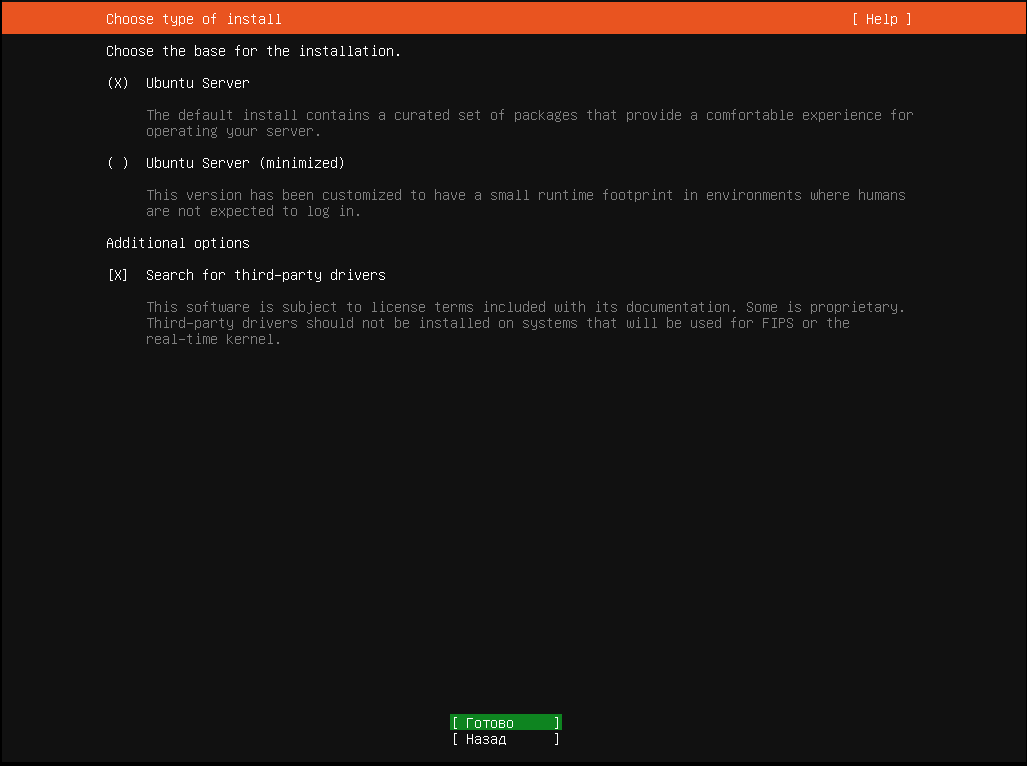 Choose type of install [ Help ]
Choose the base for the installation.
(X) Ubuntu Server
The default install contains a curated set of packages that provide a comfortable experience for
operating your server.
( ) Ubuntu Server (minimized)
This version has been customized to have a small runtime footprint in environments where humans
are not expected to log in.
Additional options
[X] Search for third-party drivers
This software is subject to license terms included with its documentation. Some is proprietary.
Third-party drivers should not be installed on systems that will be used for FIPS or the
real-time kernel.
[ Готово ]
[ Назад ]